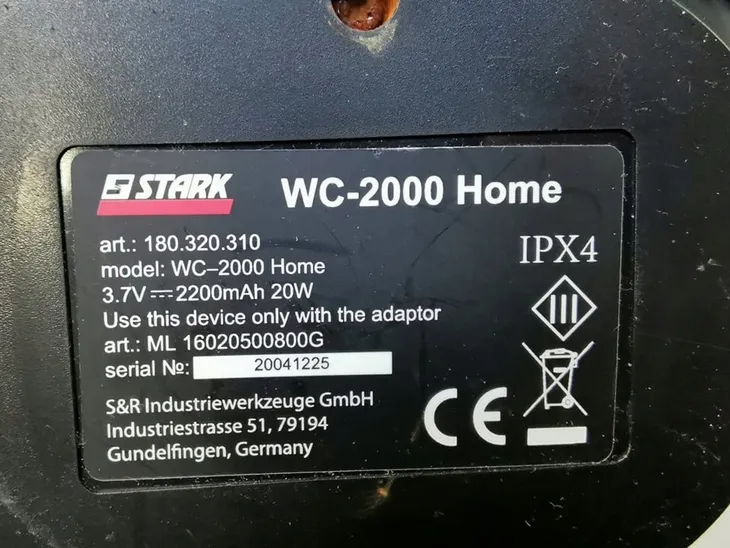 STARK
WC-2000 Home
art.: 180.320.310
model: WC–2000 Home
3.7V⎓2200mAh 20W
Use this device only with the adaptor
art.: ML 16020500800G
serial №: 20041225
S&R Industriewerkzeuge GmbH
Industriestrasse 51, 79194
Gundelfingen, Germany
IPX4
III
CE